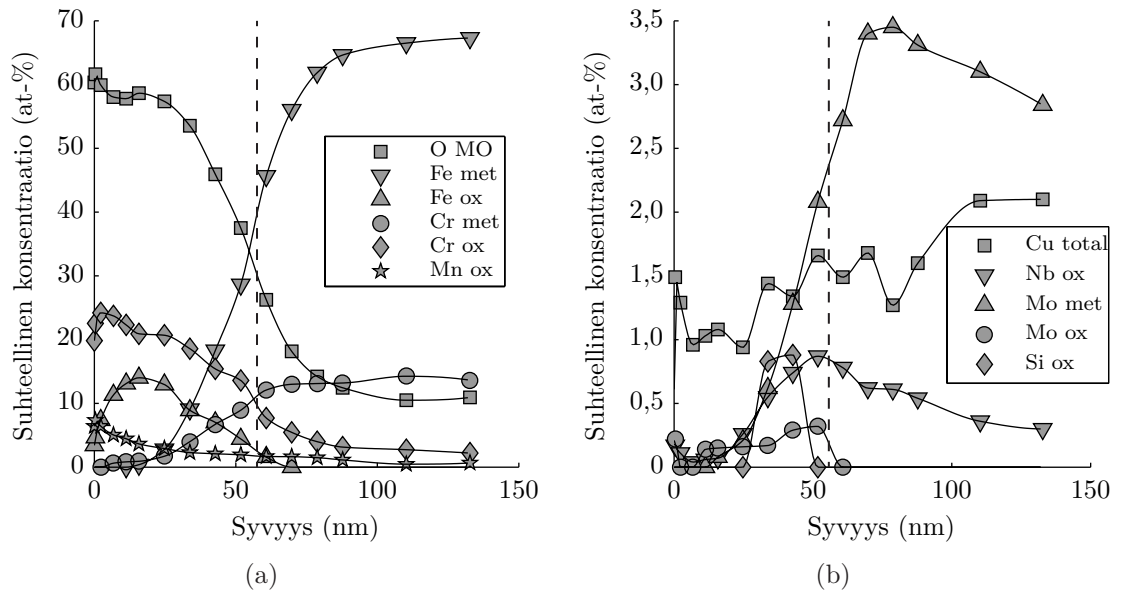 70
60
50
40
30
20
10
0
Suhteellinen konsentraatio (at-%)
0 50 100 150
Syvyys (nm)
O MO
Fe met
Fe ox
Cr met
Cr ox
Mn ox
(a)
3,5
3,0
2,5
2,0
1,5
1,0
0,5
0
Suhteellinen konsentraatio (at-%)
0 50 100 150
Syvyys (nm)
Cu total
Nb ox
Mo met
Mo ox
Si ox
(b)